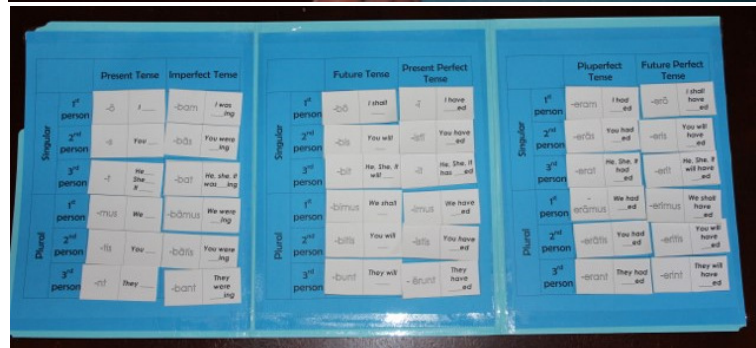 Present Tense Imperfect Tense
Singular
1st person -ō I ___ -bam I was ___ing
2nd person -s You ___ -bās You were ___ing
3rd person -t He___ She___ It ___ -bat He, she, it was___ing
Plural
1st person -mus We ___ -bāmus We were ___ing
2nd person -tis You ___ -bātis You were ___ing
3rd person -nt They ___ -bant They were ___ing
Future Tense Present Perfect Tense
Singular
1st person -bō I shall ___ -ī I have ___ed
2nd person -bis You will ___ -istī You have ___ed
3rd person -bit He, She, It will ___ -it He, She, It has ___ed
Plural
1st person -bimus We shall ___ -imus We have ___ed
2nd person -bitis You will ___ -istis You have ___ed
3rd person -bunt They will ___ -ērunt They have ___ed
Pluperfect Tense Future Perfect Tense
Singular
1st person -eram I had ___ed -erō I shall have ___ed
2nd person -erās You had ___ed -eris You will have ___ed
3rd person -erat He, She, it had ___ed -erit He, She, it will have ___ed
Plural
1st person -erāmus We had ___ed -erimus We shall have ___ed
2nd person -erātis You had ___ed -eritis You will have ___ed
3rd person -erant They had ___ed -erint They will have ___ed